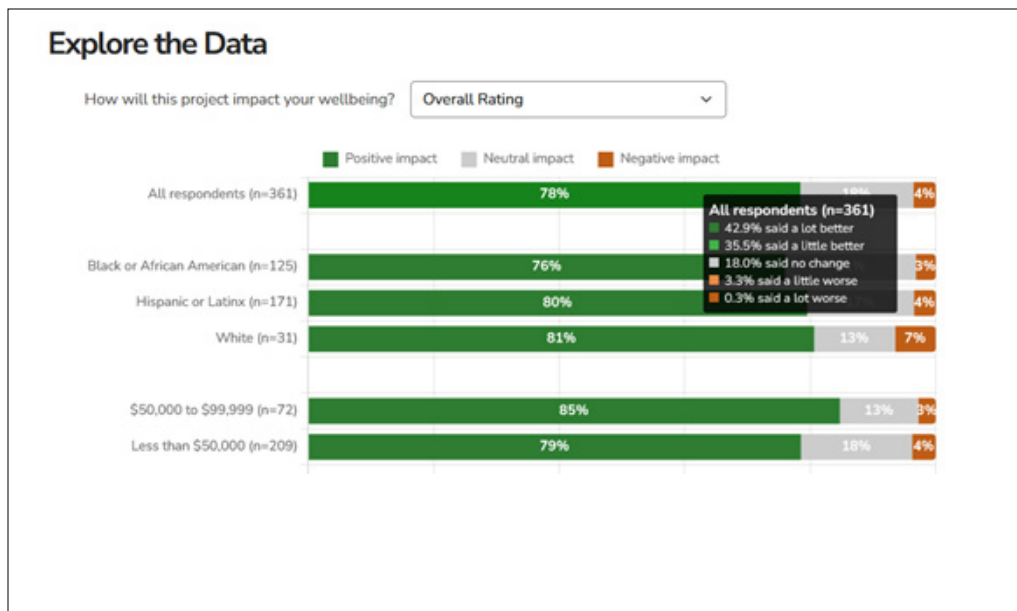 Explore the Data
How will this project impact your wellbeing? Overall Rating
Positive impact Neutral impact Negative impact
All respondents (n=361) 78% 18% 4%
All respondents (n=361)
42.9% said a lot better
35.5% said a little better
18.0% said no change
3.3% said a little worse
0.3% said a lot worse
Black or African American (n=125) 76% 3%
Hispanic or Latinx (n=171) 80% 4%
White (n=31) 81% 13% 7%
$50,000 to $99,999 (n=72) 85% 13% 3%
Less than $50,000 (n=209) 79% 18% 4%